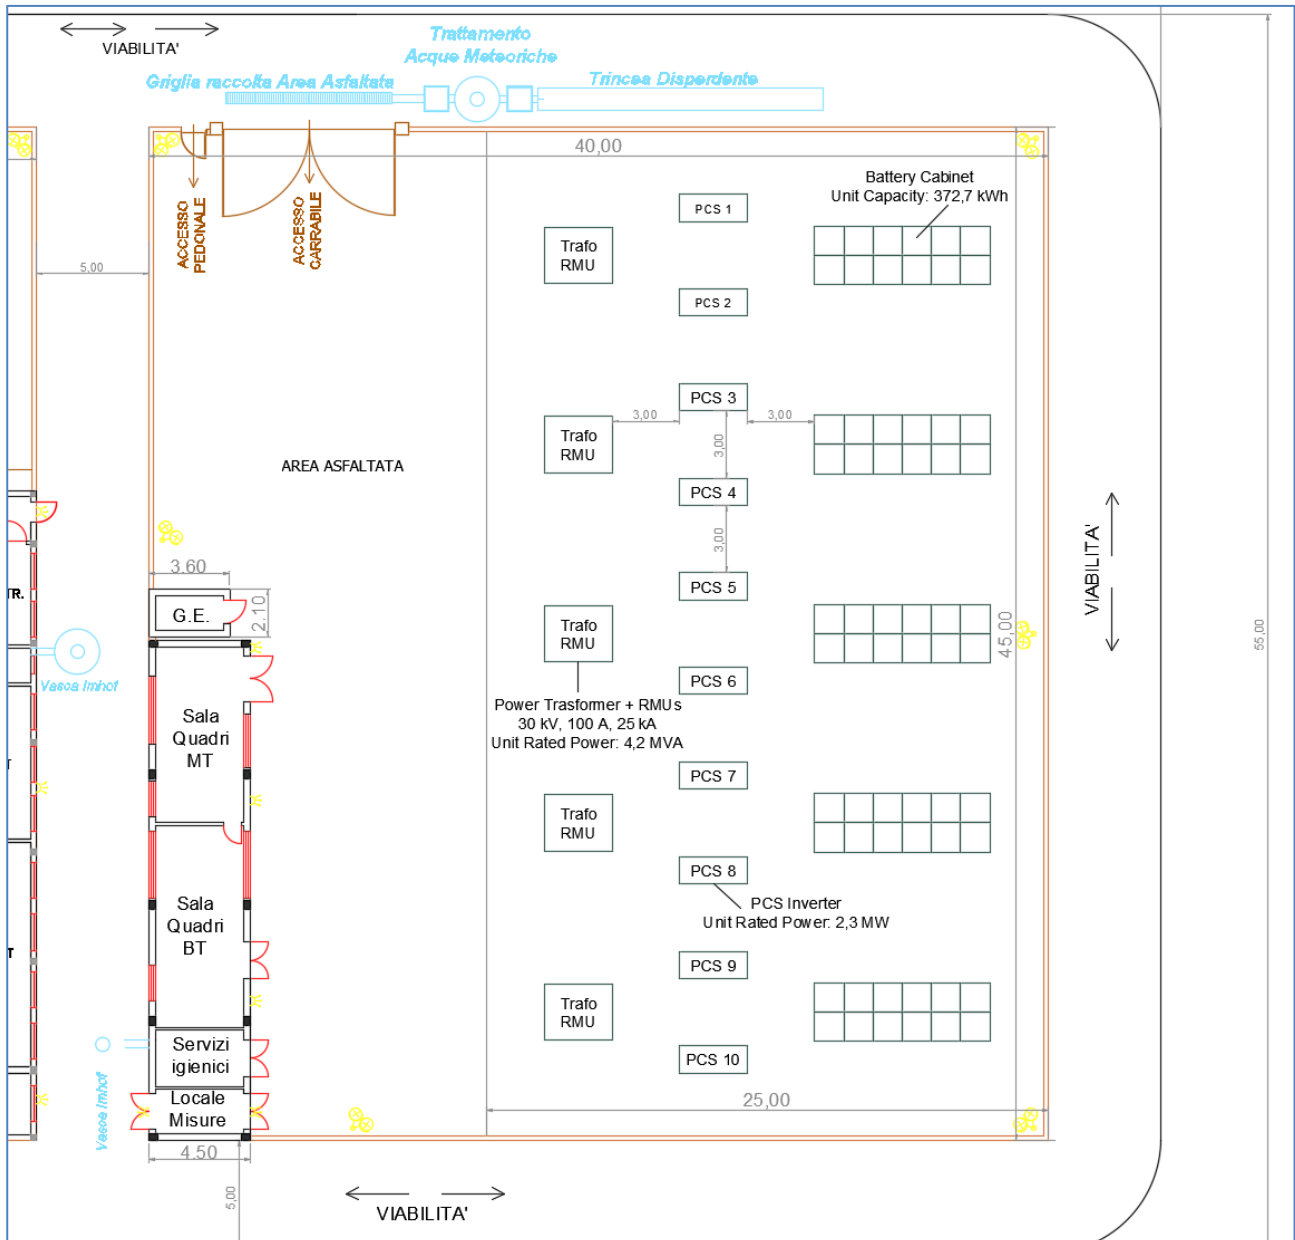 VIABILITA'
Trattamento
Acque Meteoriche
Griglia raccolta Area Asfaltata
Trincea Disperdente
40,00
ACCESSO
PEDONALE
ACCESSO
CARRABILE
Battery Cabinet
Unit Capacity: 372,7 kWh
PCS 1
Trafo
RMU
5,00
PCS 2
PCS 3
3,00
3,00
Trafo
RMU
3,00
AREA ASFALTATA
PCS 4
3,00
VIABILITA'
3.60
PCS 5
TR.
G.E.
2.10
Trafo
RMU
45,00
55,00
Vasca Imhof
PCS 6
Power Trasformer + RMUs
30 kV, 100 A, 25 kA
Unit Rated Power: 4,2 MVA
Sala
Quadri
MT
T
PCS 7
Trafo
RMU
PCS 8
PCS Inverter
Unit Rated Power: 2,3 MW
Sala
Quadri
BT
T
PCS 9
Trafo
RMU
Servizi
igienici
PCS 10
Vasca Imhof
Locale
Misure
25,00
4.50
5,00
VIABILITA'